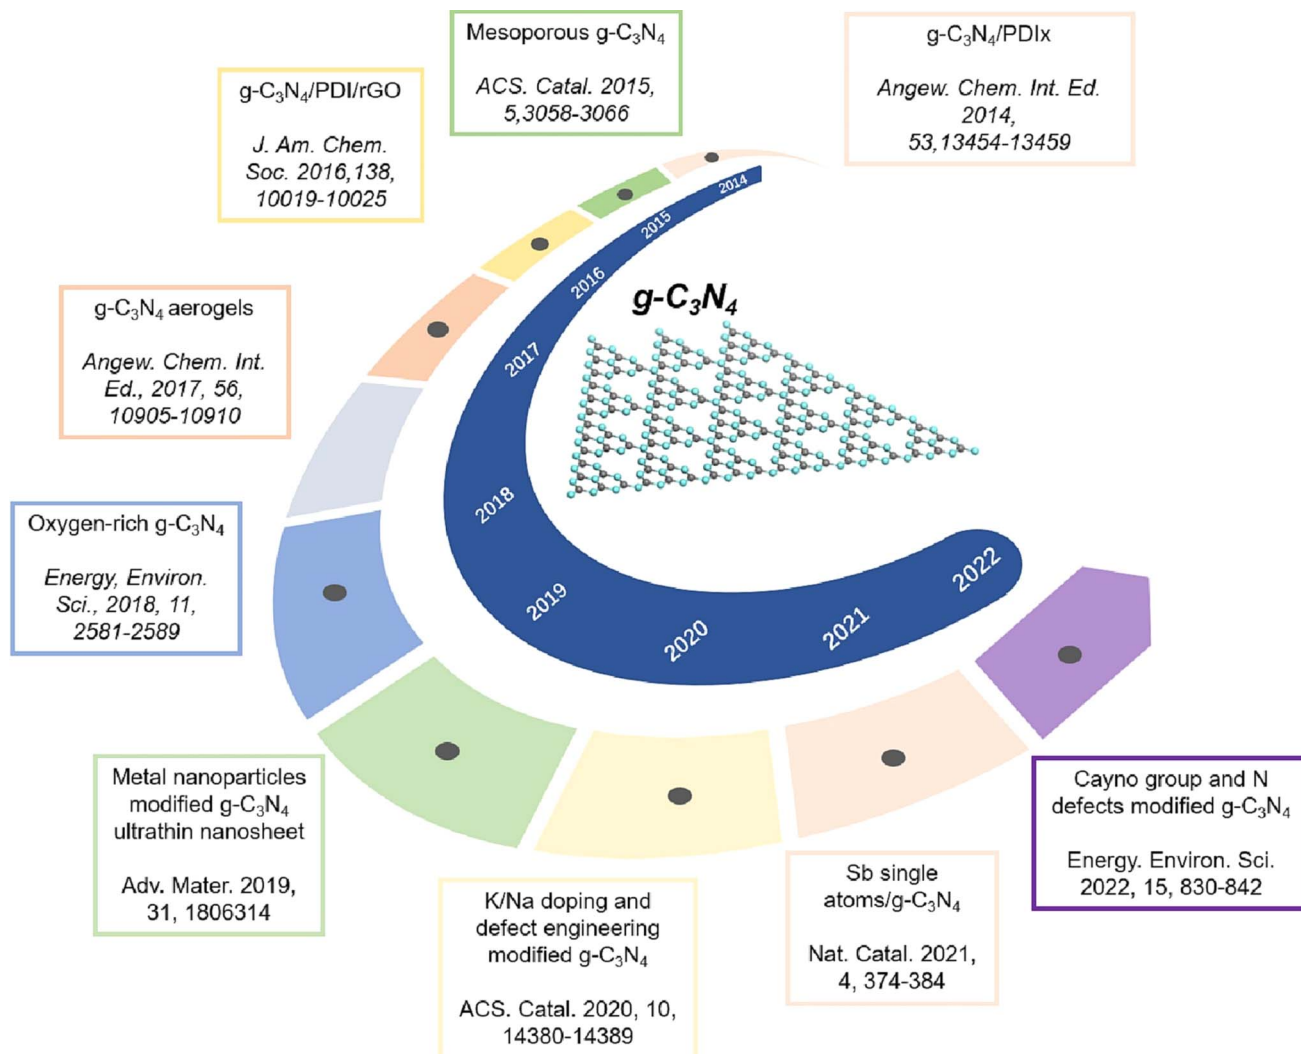 g-C₃N₄/PDIx
Angew. Chem. Int. Ed.
2014,
53,13454-13459
Mesoporous g-C₃N₄
ACS. Catal. 2015,
5,3058-3066
g-C₃N₄/PDI/rGO
J. Am. Chem.
Soc. 2016,138,
10019-10025
g-C₃N₄ aerogels
Angew. Chem. Int.
Ed., 2017, 56,
10905-10910
Oxygen-rich g-C₃N₄
Energy, Environ.
Sci., 2018, 11,
2581-2589
Metal nanoparticles
modified g-C₃N₄
ultrathin nanosheet
Adv. Mater. 2019,
31, 1806314
K/Na doping and
defect engineering
modified g-C₃N₄
ACS. Catal. 2020, 10,
14380-14389
Sb single
atoms/g-C₃N₄
Nat. Catal. 2021,
4, 374-384
Cayno group and N
defects modified g-C₃N₄
Energy. Environ. Sci.
2022, 15, 830-842
2014
2015
2016
2017
2018
2019
2020
2021
2022
g-C₃N₄